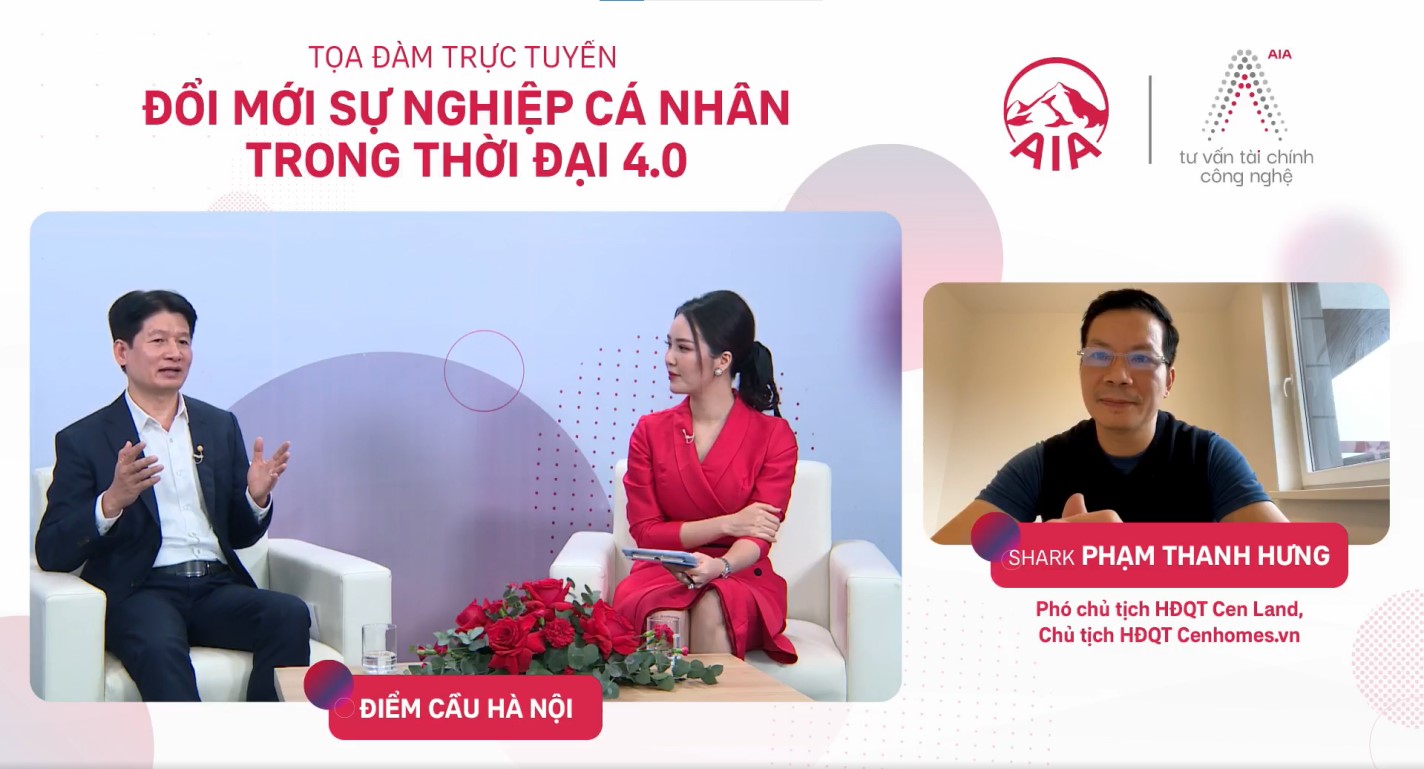 TỌA ĐÀM TRỰC TUYẾN
ĐỔI MỚI SỰ NGHIỆP CÁ NHÂN
TRONG THỜI ĐẠI 4.0
AIA
AIA
tư vấn tài chính
công nghệ
SHARK PHẠM THANH HƯNG
Phó chủ tịch HĐQT Cen Land,
Chủ tịch HĐQT Cenhomes.vn
ĐIỂM CẦU HÀ NỘI